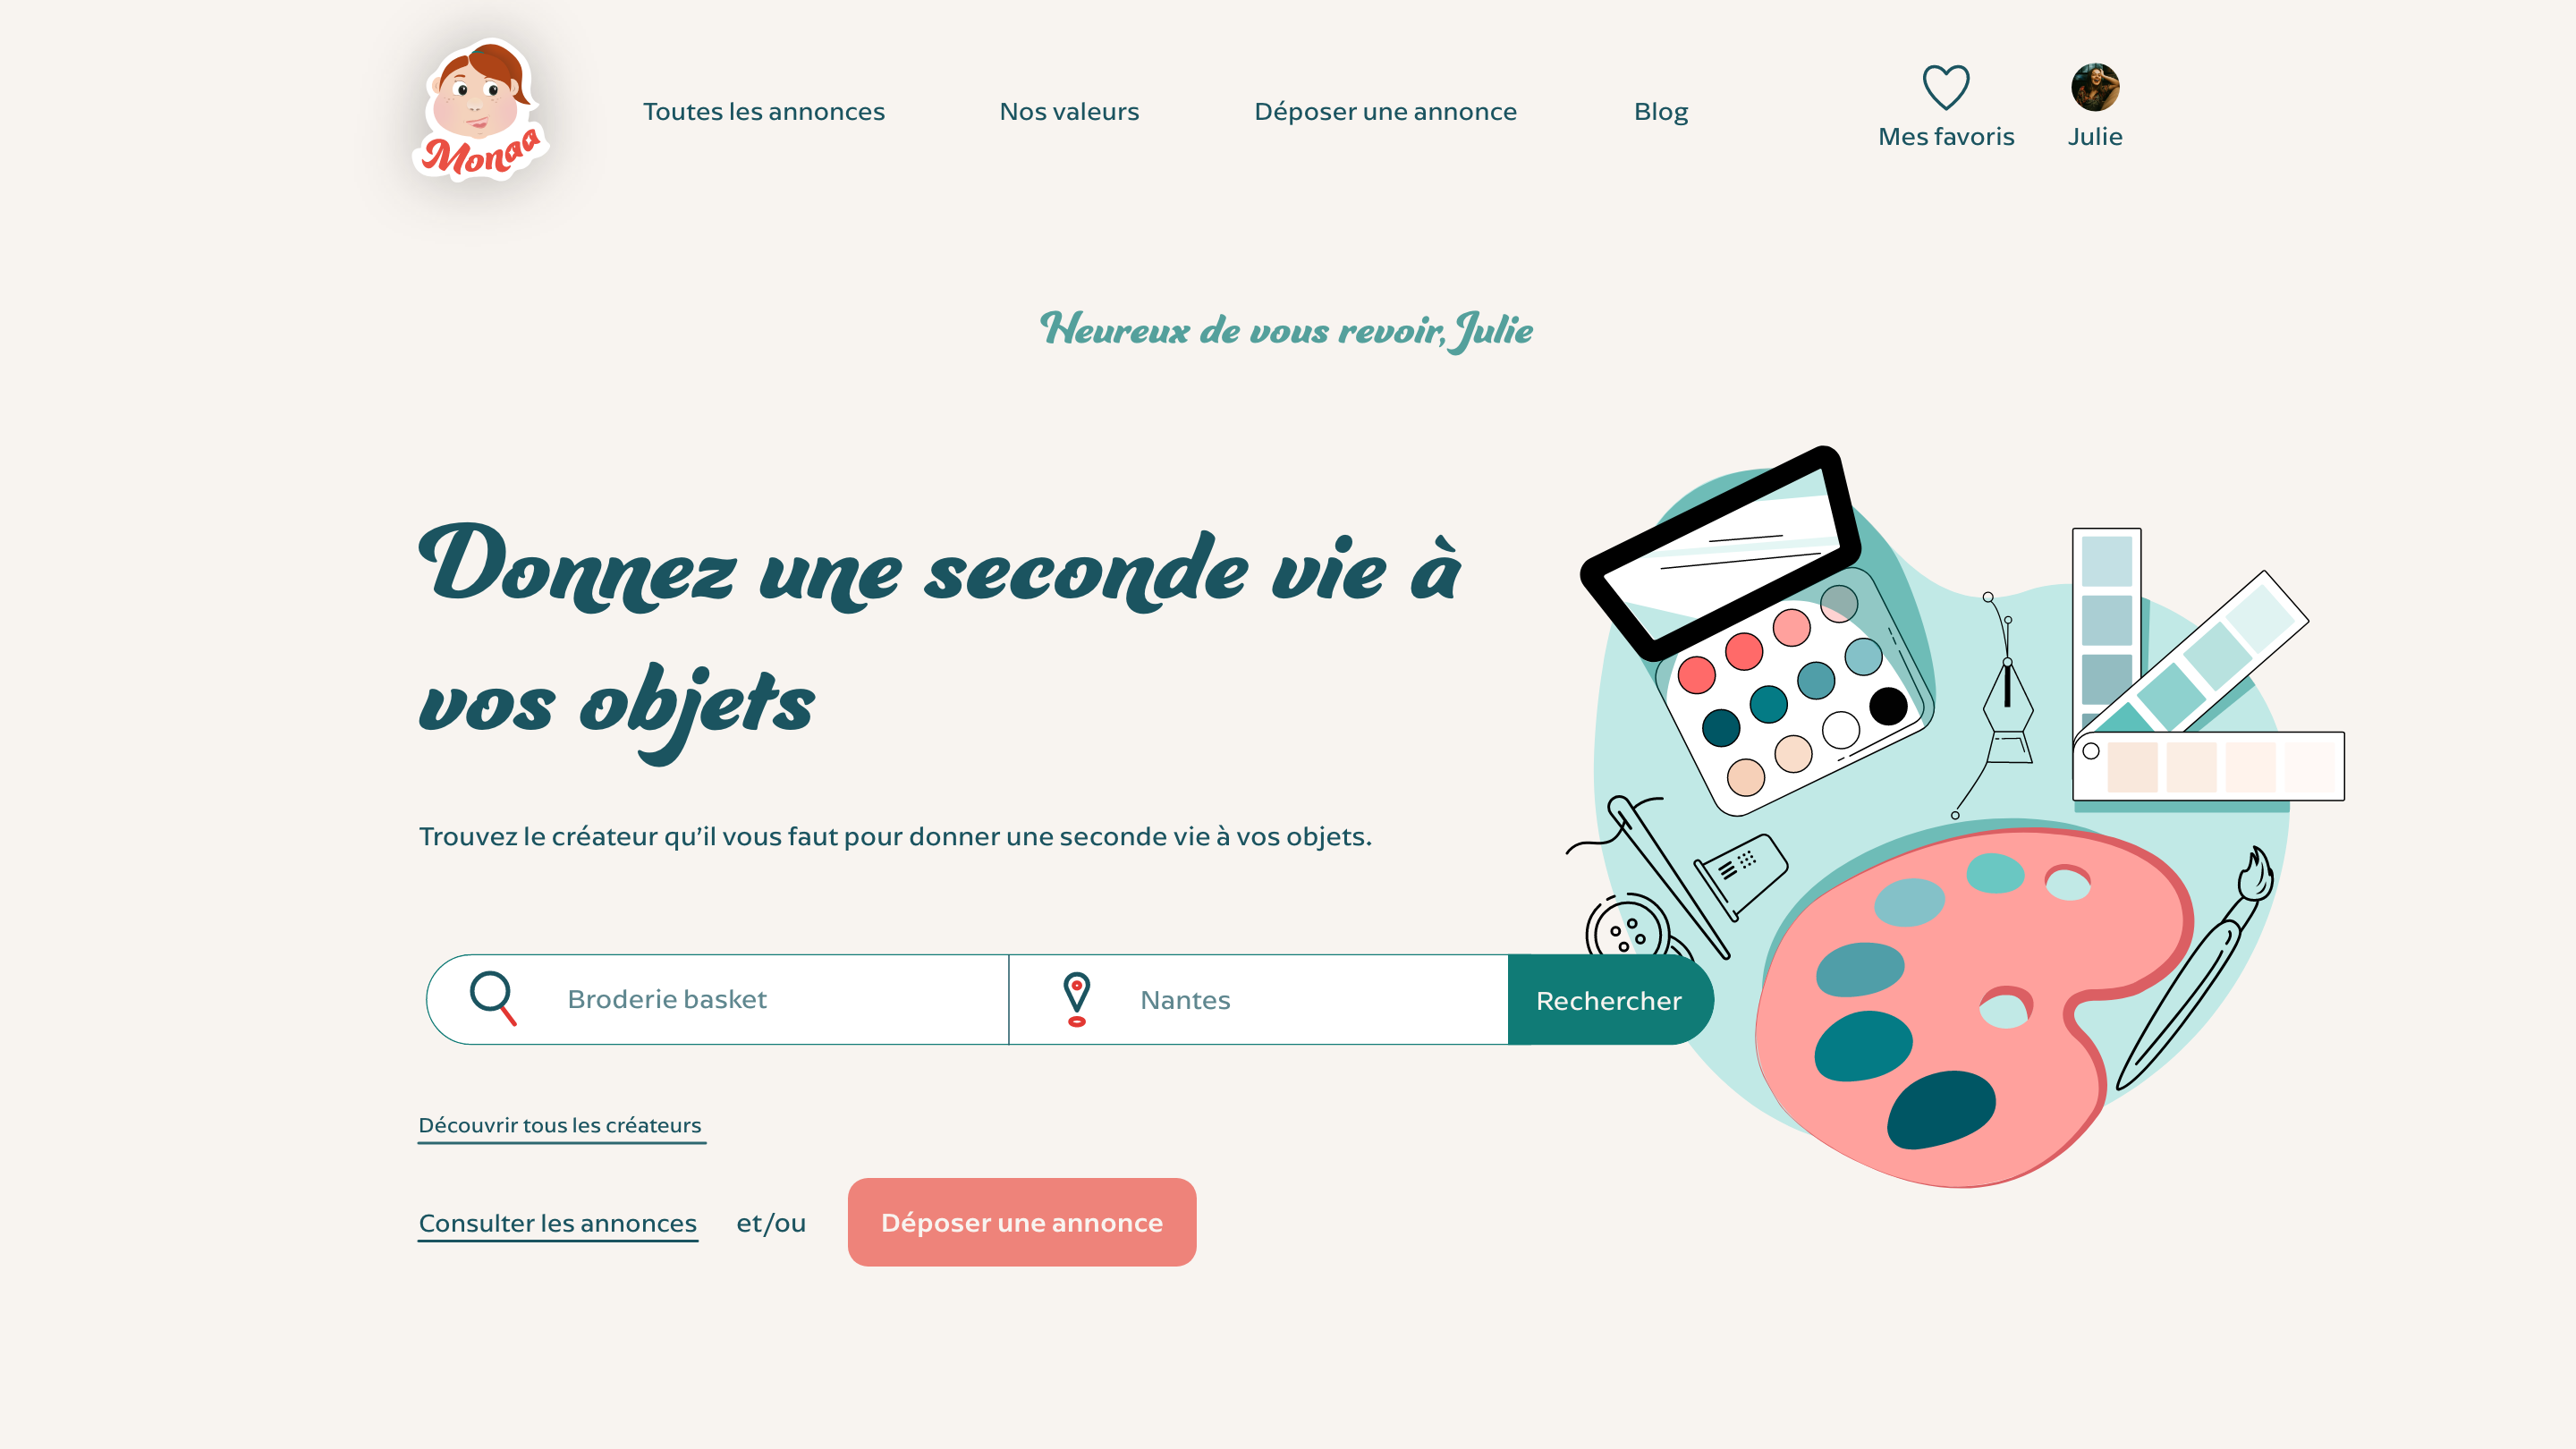 Monaa
Toutes les annonces
Nos valeurs
Déposer une annonce
Blog
Mes favoris
Julie
Heureux de vous revoir, Julie
Donnez une seconde vie à
vos objets
Trouvez le créateur qu’il vous faut pour donner une seconde vie à vos objets.
Broderie basket
Nantes
Rechercher
Découvrir tous les créateurs
Consulter les annonces
et/ou
Déposer une annonce